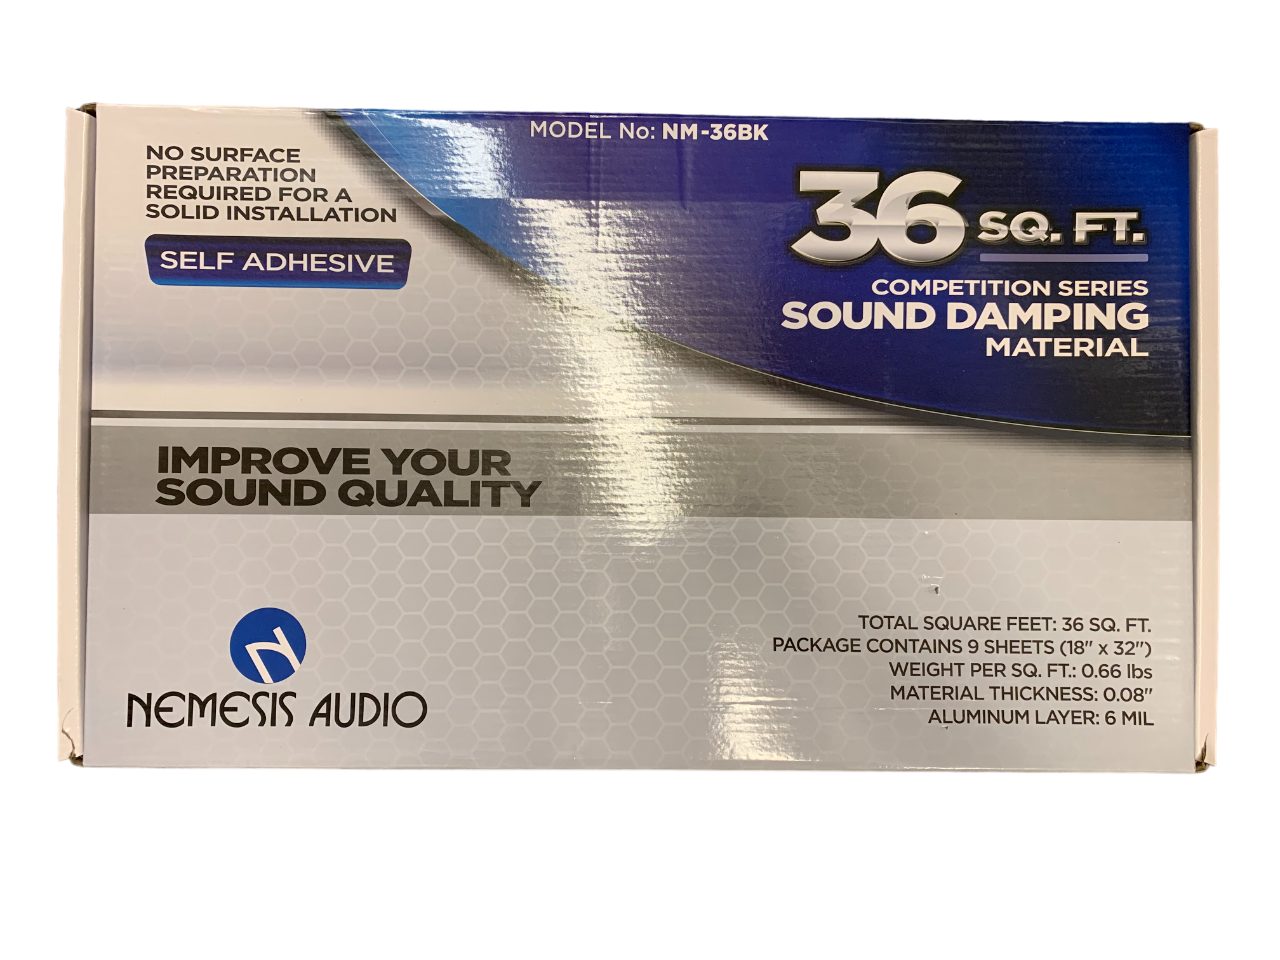 MODEL No: NM-36BK
NO SURFACE
PREPARATION
REQUIRED FOR A
SOLID INSTALLATION
SELF ADHESIVE
36 SQ. FT.
COMPETITION SERIES
SOUND DAMPING
MATERIAL
IMPROVE YOUR
SOUND QUALITY
N
NEMESIS AUDIO
TOTAL SQUARE FEET: 36 SQ. FT.
PACKAGE CONTAINS 9 SHEETS (18" x 32")
WEIGHT PER SQ. FT.: 0.66 lbs
MATERIAL THICKNESS: 0.08"
ALUMINUM LAYER: 6 MIL